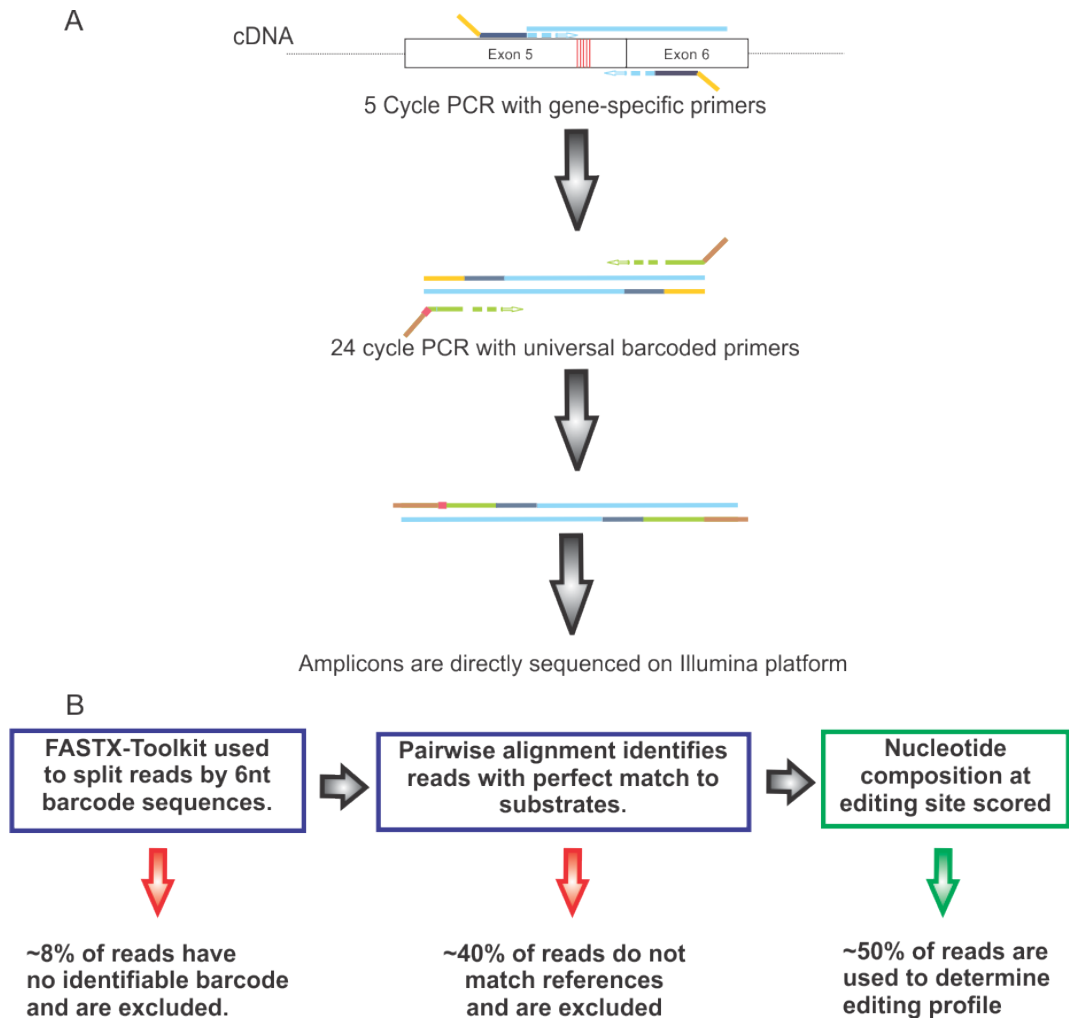 A
cDNA
Exon 5
Exon 6
5 Cycle PCR with gene-specific primers
24 cycle PCR with universal barcoded primers
Amplicons are directly sequenced on Illumina platform
B
FASTX-Toolkit used
to split reads by 6nt
barcode sequences.
Pairwise alignment identifies
reads with perfect match to
substrates.
Nucleotide
composition at
editing site scored
~8% of reads have
no identifiable barcode
and are excluded.
~40% of reads do not
match references
and are excluded
~50% of reads are
used to determine
editing profile